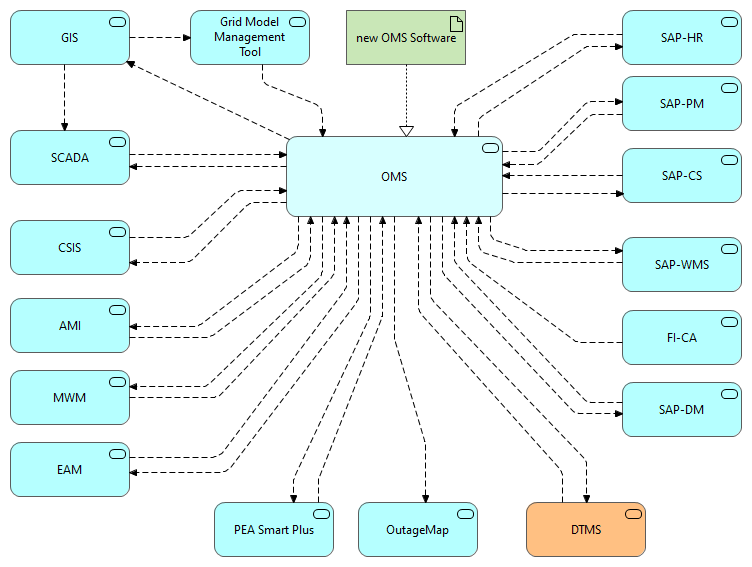 GIS
Grid Model
Management
Tool
new OMS Software
SAP-HR
SAP-PM
SCADA
OMS
SAP-CS
CSIS
SAP-WMS
AMI
FI-CA
MWM
SAP-DM
EAM
PEA Smart Plus
OutageMap
DTMS